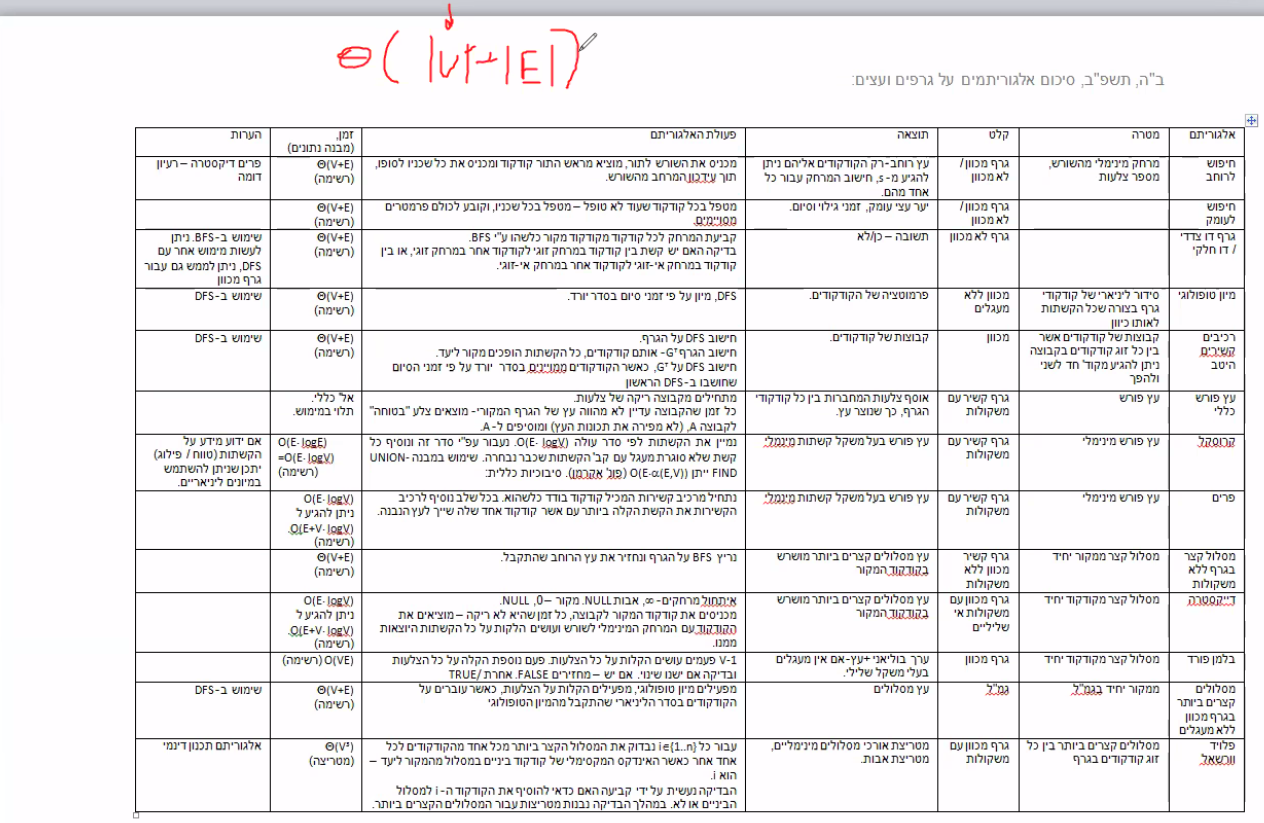 Θ(|V|+|E|)
ב"ה, תשפ"ב, סיכום אלגוריתמים על גרפים ועצים:
אלגוריתם מטרה קלט תוצאה פעולת האלגוריתם זמן, הערות
(מבנה נתונים)
חיפוש מרחק מינימלי מהשורש, גרף מכוון/ עץ רוחב-רק הקודקודים אליהם ניתן מכניס את השורש לתור, מוציא מראש התור קודקוד ומכניס את כל שכניו לסופו, Θ(V+E) פרים דיקסטרה – רעיון
לרוחב מספר צלעות לא מכוון להגיע מ-s, חישוב המרחק עבור כל תוך עידכון המרחב מהשורש. (רשימה) דומה
אחד מהם.
חיפוש גרף מכוון/ יער עצי עומק, זמני גילוי וסיום. מטפל בכל קודקוד שעוד לא טופל – מטפל בכל שכניו, וקובע לכולם פרמטרים Θ(V+E)
לעומק לא מכוון מסויימים. (רשימה)
גרף דו צדדי גרף לא מכוון תשובה – כן/לא קביעת המרחק לכל קודקוד מקודקוד מקור כלשהו ע"י BFS. Θ(V+E) שימוש ב-BFS. ניתן
/ דו חלקי בדיקה האם יש קשת בין קודקוד במרחק זוגי לקודקוד אחר במרחק זוגי, או בין (רשימה) לעשות מימוש אחר עם
קודקוד במרחק אי-זוגי לקודקוד אחר במרחק אי-זוגי. DFS, ניתן לממש גם עבור
גרף מכוון
מיון טופולוגי סידור ליניארי של קודקודי מכוון ללא פרמוטציה של הקודקודים. DFS, מיון על פי זמני סיום בסדר יורד. Θ(V+E) שימוש ב-DFS
גרף בצורה שכל הקשתות מעגלים (רשימה)
לאותו כיוון
רכיבים קבוצות של קודקודים אשר מכוון קבוצות של קודקודים. חישוב DFS על הגרף. Θ(V+E) שימוש ב-DFS
קשירים בין כל זוג קודקודים בקבוצה חישוב הגרף Gᵀ- אותם קודקודים, כל הקשתות הופכים מקור ליעד. (רשימה)
היטב ניתן להגיע מקוד' חד לשני חישוב DFS על Gᵀ, כאשר הקודקודים ממויינים בסדר יורד על פי זמני הסיום
ולהפך שחושבו ב-DFS הראשון
עץ פורש עץ פורש גרף קשיר עם אוסף צלעות המחברות בין כל קודקודי מתחילים מקבוצה ריקה של צלעות. אל' כללי.
כללי משקולות הגרף, כך שנוצר עץ. כל זמן שהקבוצה עדיין לא מהווה עץ של הגרף המקורי- מוצאים צלע "בטוחה" תלוי במימוש.
לקבוצה A, (לא מפירה את תכונות העץ) ומוסיפים ל-A.
קרוסקל עץ פורש מינימלי גרף קשיר עם עץ פורש בעל משקל קשתות מינמלי נמיין את הקשתות לפי סדר עולה O(E·logV). נעבור עפ"י סדר זה ונוסיף כל O(E·logE) אם ידוע מידע על
משקולות קשת שלא סוגרת מעגל עם קב' הקשתות שכבר נבחרה. שימוש במבנה UNION- =O(E·logV) הקשתות (טווח / פילוג)
FIND ייתן O(E·α(E,V)) (פונ' אקרמן). סיבוכיות כללית: (רשימה) יתכן שניתן להשתמש
במיונים ליניאריים.
פרים עץ פורש מינימלי גרף קשיר עם עץ פורש בעל משקל קשתות מינמלי נתחיל מרכיב קשירות המכיל קודקוד בודד כלשהוא. בכל שלב נוסיף לרכיב O(E·logV)
משקולות הקשירות את הקשת הקלה ביותר עם אשר קודקוד אחד שלה שייך לעץ הנבנה. ניתן להגיע ל
O(E+V·logV).
(רשימה)
מסלול קצר מסלול קצר ממקור יחיד גרף קשיר עץ מסלולים קצרים ביותר מושרש נריץ BFS על הגרף ונחזיר את עץ הרוחב שהתקבל. Θ(V+E)
בגרף ללא מכוון ללא בקודקוד המקור (רשימה)
משקולות משקולות
דייקסטרה מסלול קצר מקודקוד יחיד גרף מכוון עם עץ מסלולים קצרים ביותר מושרש איתחול מרחקים- ∞, אבות NULL. מקור – 0, NULL. O(E·logV)
משקולות אי בקודקוד המקור מכניסים את קודקוד המקור לקבוצה, כל זמן שהיא לא ריקה – מוציאים את ניתן להגיע ל
שליליים הקודקוד עם המרחק המינימלי לשורש ועושים הלקות על כל הקשתות היוצאות O(E+V·logV).
ממנו. (רשימה)
בלמן פורד מסלול קצר מקודקוד יחיד גרף מכוון ערך בוליאני +עץ-אם אין מעגלים V-1 פעמים עושים הקלות על כל הצלעות. פעם נוספת הקלה על כל הצלעות O(VE) (רשימה)
בעלי משקל שלילי. ובדיקה אם ישנו שינוי. אם יש – מחזירים FALSE. אחרת /TRUE
מסלולים ממקור יחיד בגמ"ל גמ"ל עץ מסלולים מפעילים מיון טופולוגי, מפעילים הקלות על הצלעות, כאשר עוברים על Θ(V+E) שימוש ב-DFS
קצרים ביותר הקודקודים בסדר הליניארי שהתקבל מהמיון הטופולוגי (רשימה)
בגרף מכוון
ללא מעגלים
פלויד מסלולים קצרים ביותר בין כל גרף מכוון עם מטריצת אורכי מסלולים מינימליים, עבור כל i∈{1..n} נבדוק את המסלול הקצר ביותר מכל אחד מהקודקודים לכל Θ(V³) אלגוריתם תכנון דינמי
וורשאל זוג קודקודים בגרף משקולות מטריצת אבות. אחד אחר כאשר האינדקס המקסימלי של קודקוד ביניים במסלול מהמקור ליעד – (מטריצה)
הוא i.
הבדיקה נעשית על ידי קביעה האם כדאי להוסיף את הקודקוד ה- i למסלול
הביניים או לא. במהלך הבדיקה נבנות מטריצות עבור המסלולים הקצרים ביותר.